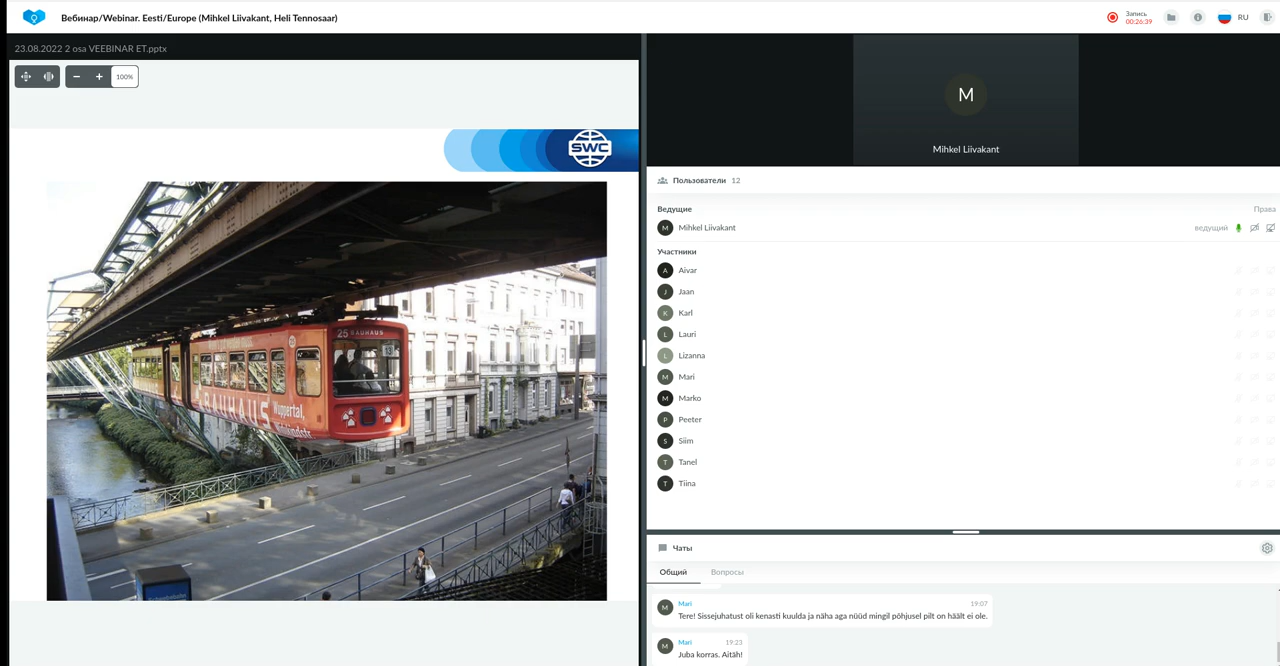 Вебинар/Webinar. Eesti/Europe (Mihkel Liivakant, Heli Tennosaar)
Запись
00:26:39
RU
23.08.2022 2 osa VEEBINAR ET.pptx
100%
SWC
25 BAUHAUS
BAUHAUS
Wuppertal,
M
Mihkel Liivakant
Пользователи 12
Ведущие
Права
M Mihkel Liivakant ведущий
Участники
A Aivar
J Jaan
K Karl
L Lauri
L Lizanna
M Mari
M Marko
P Peeter
S Siim
T Tanel
T Tiina
Чаты
Общий Вопросы
M Mari 19:07
Tere! Sissejuhatust oli kenasti kuulda ja näha aga nüüd mingil põhjusel pilt on häält ei ole.
M Mari 19:23
Juba korras. Aitäh!